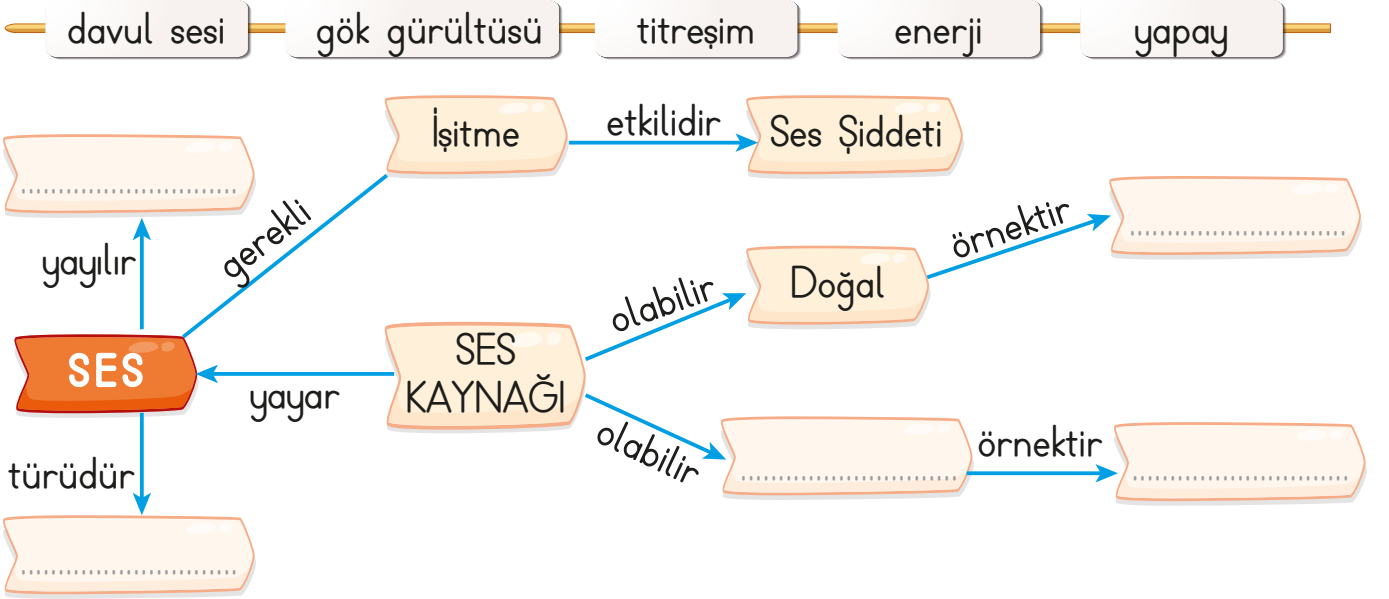 davul sesi
gök gürültüsü
titreşim
enerji
yapay
İşitme
etkilidir
Ses Şiddeti
gerekli
yayılır
örnektir
Doğal
olabilir
SES
yayar
SES
KAYNAĞI
olabilir
örnektir
türüdür